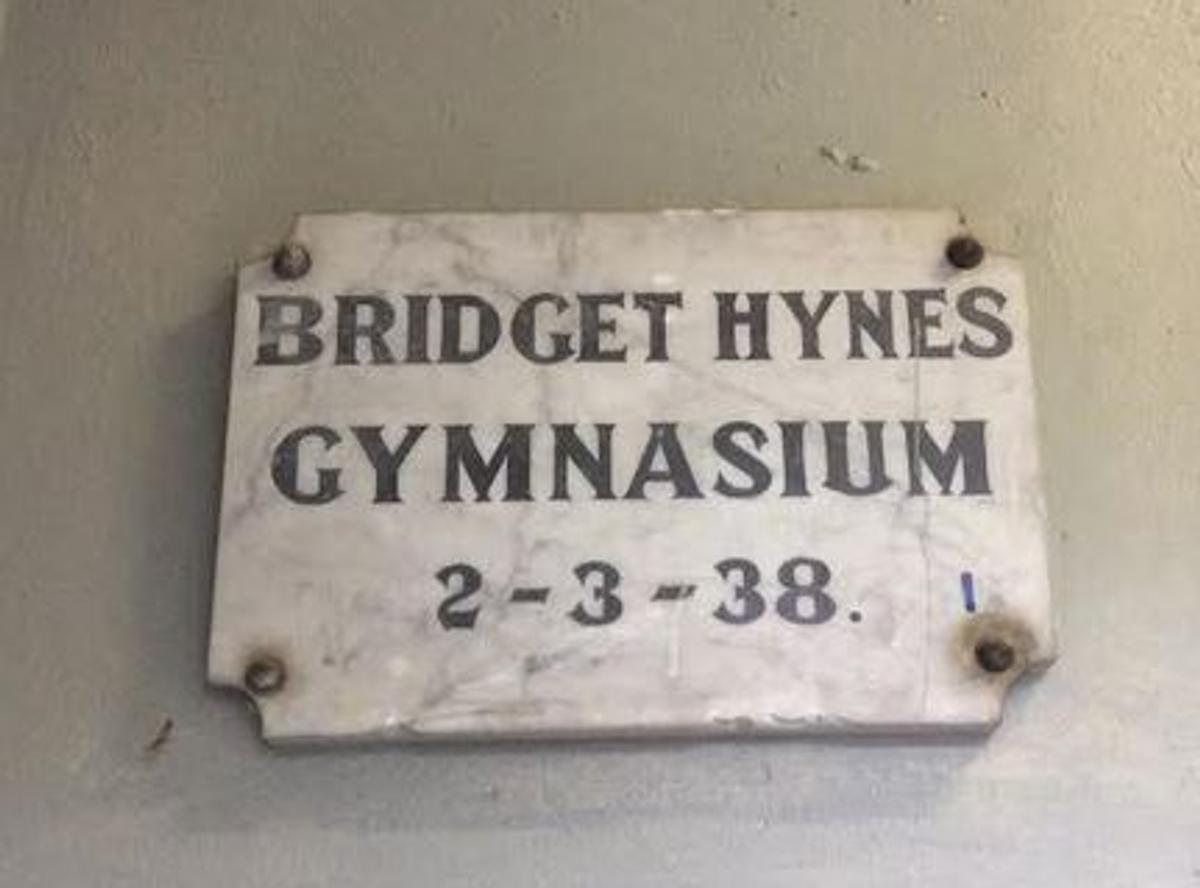 BRIDGET HYNES
GYMNASIUM
2-3-38.